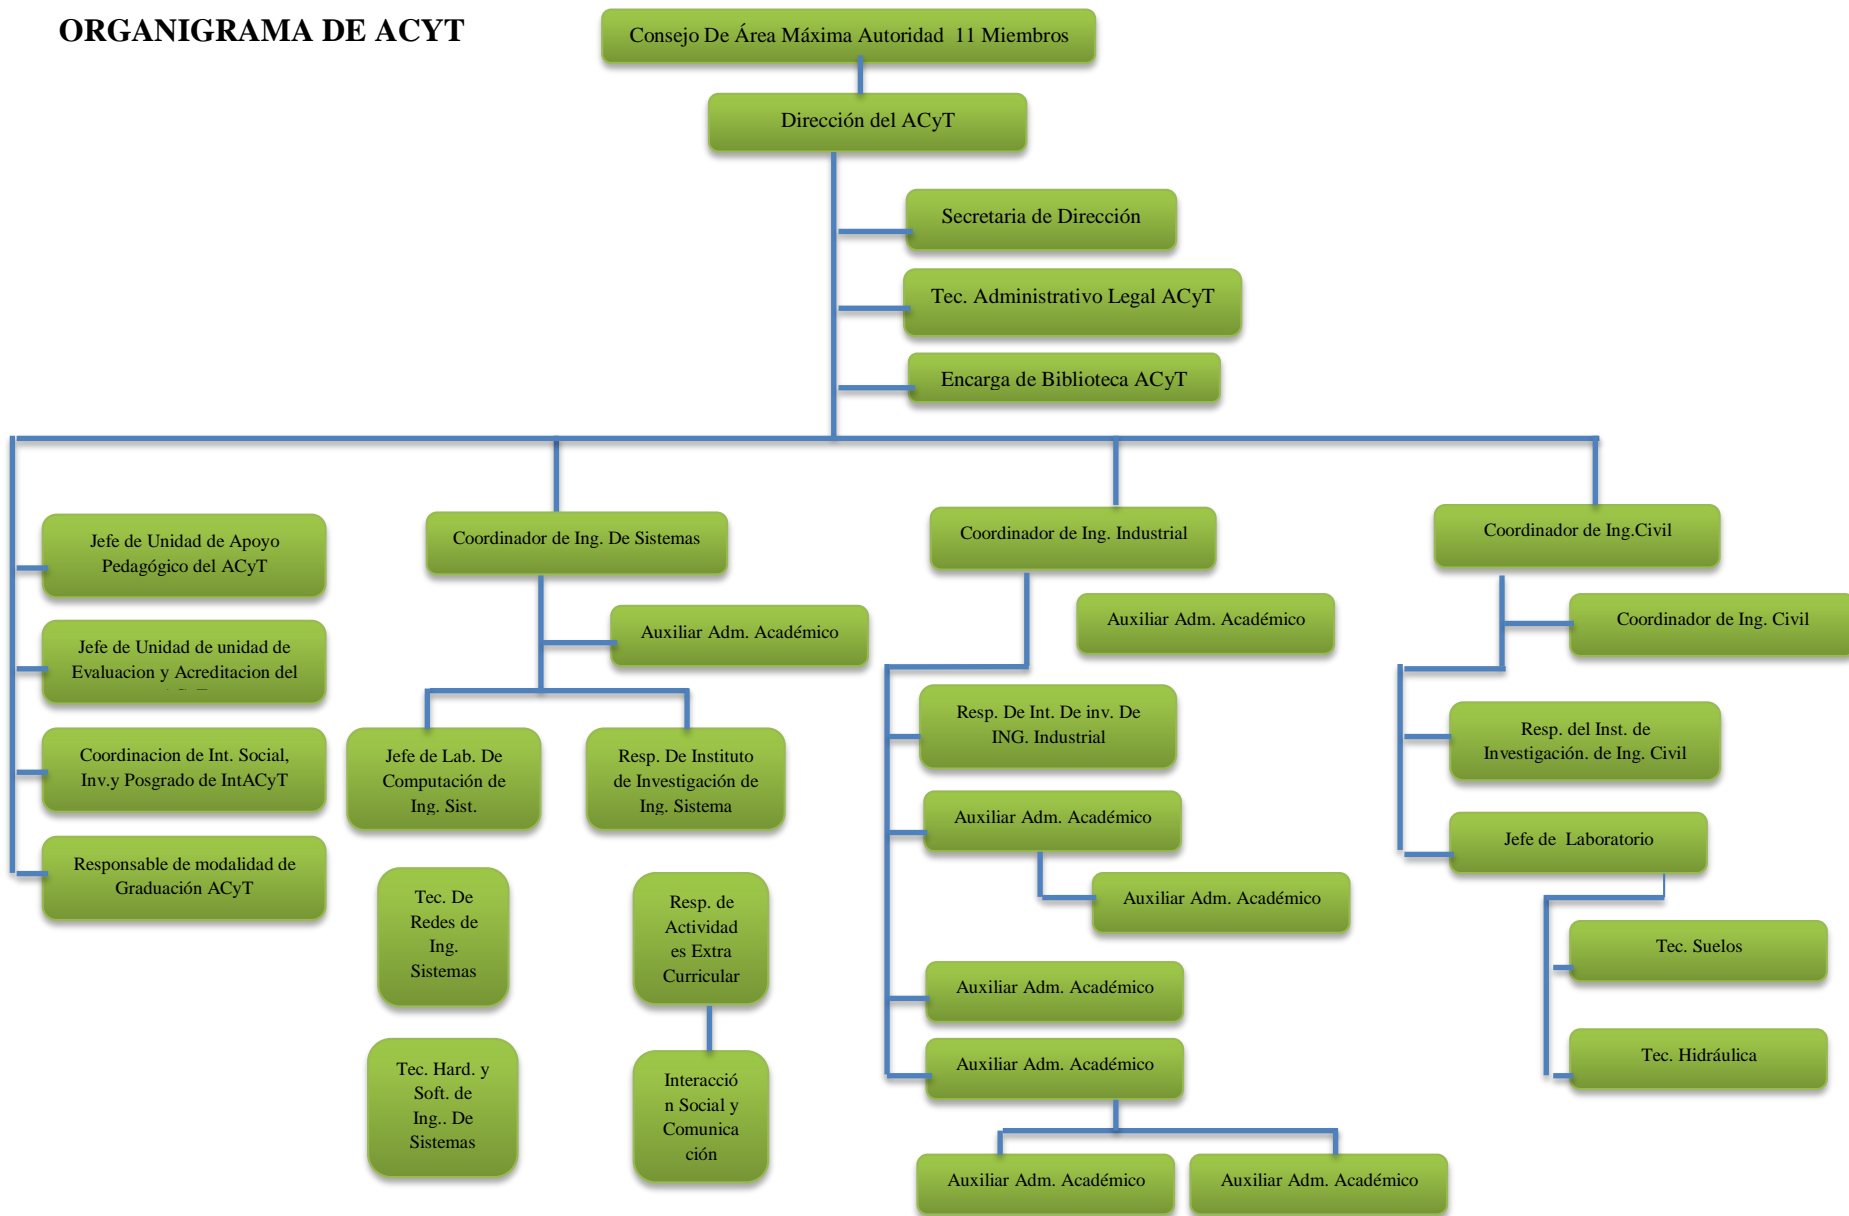 ORGANIGRAMA DE ACYT
Consejo De Área Máxima Autoridad 11 Miembros
Dirección del ACyT
Secretaria de Dirección
Tec. Administrativo Legal ACyT
Encarga de Biblioteca ACyT
Jefe de Unidad de Apoyo
Pedagógico del ACyT
Jefe de Unidad de unidad de
Evaluacion y Acreditacion del
Coordinacion de Int. Social,
Inv.y Posgrado de IntACyT
Responsable de modalidad de
Graduación ACyT
Coordinador de Ing. De Sistemas
Auxiliar Adm. Académico
Jefe de Lab. De
Computación de
Ing. Sist.
Resp. De Instituto
de Investigación de
Ing. Sistema
Tec. De
Redes de
Ing.
Sistemas
Resp. de
Actividad
es Extra
Curricular
Tec. Hard. y
Soft. de
Ing.. De
Sistemas
Interacció
n Social y
Comunica
ción
Coordinador de Ing. Industrial
Auxiliar Adm. Académico
Resp. De Int. De inv. De
ING. Industrial
Auxiliar Adm. Académico
Auxiliar Adm. Académico
Auxiliar Adm. Académico
Auxiliar Adm. Académico
Auxiliar Adm. Académico
Auxiliar Adm. Académico
Coordinador de Ing.Civil
Coordinador de Ing. Civil
Resp. del Inst. de
Investigación. de Ing. Civil
Jefe de Laboratorio
Tec. Suelos
Tec. Hidráulica